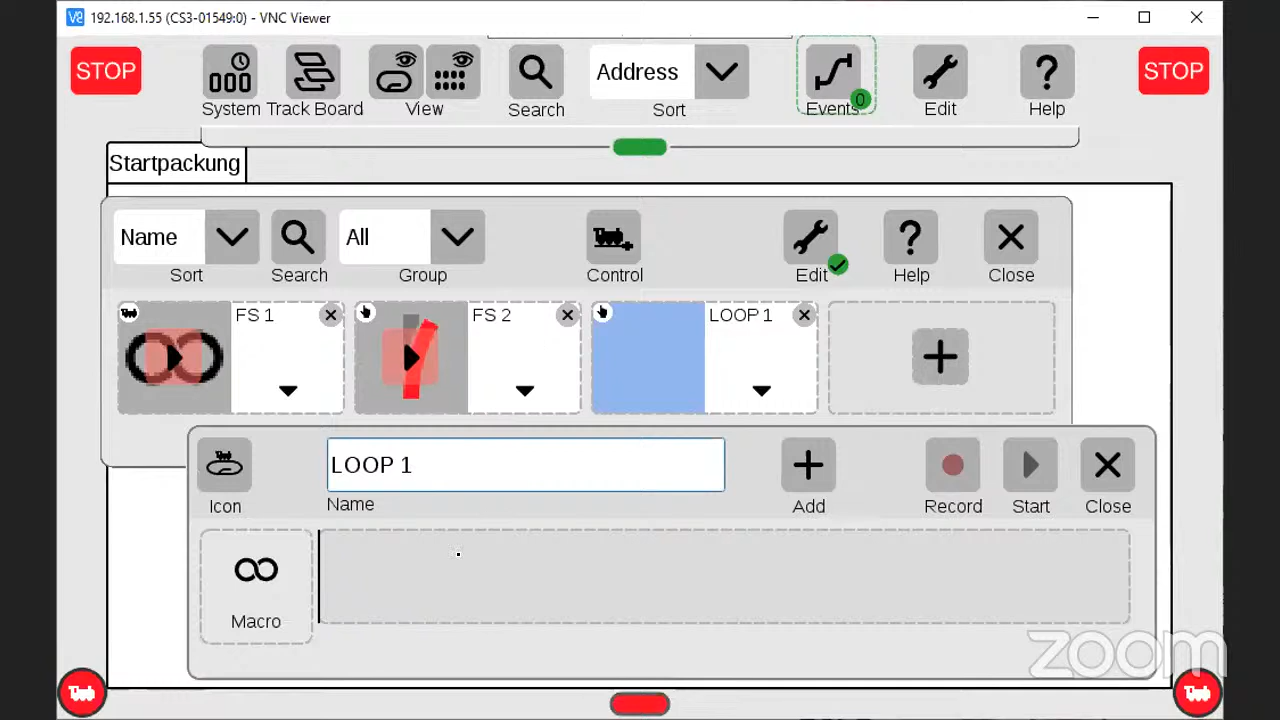 192.168.1.55 (CS3-01549:0) - VNC Viewer
STOP
System
Track Board
View
Search
Address
Sort
Events
0
Edit
Help
STOP
Startpackung
Name
Sort
Search
All
Group
Control
Edit
Help
Close
FS 1
FS 2
LOOP 1
Icon
LOOP 1
Name
Add
Record
Start
Close
Macro
zoom